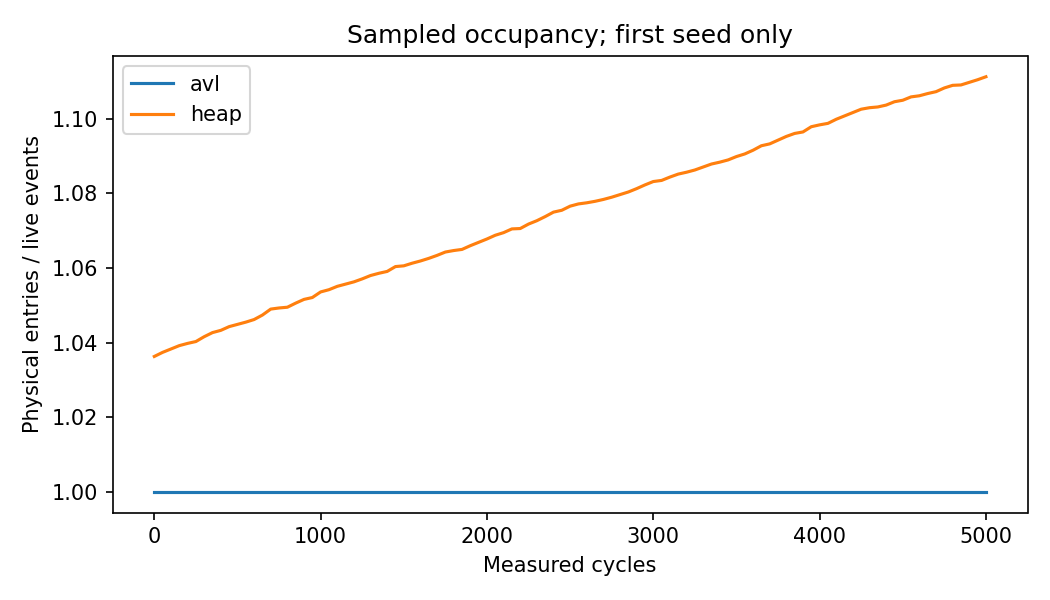 Sampled occupancy; first seed only
avl
heap
Physical entries / live events
1.10
1.08
1.06
1.04
1.02
1.00
0 1000 2000 3000 4000 5000
Measured cycles